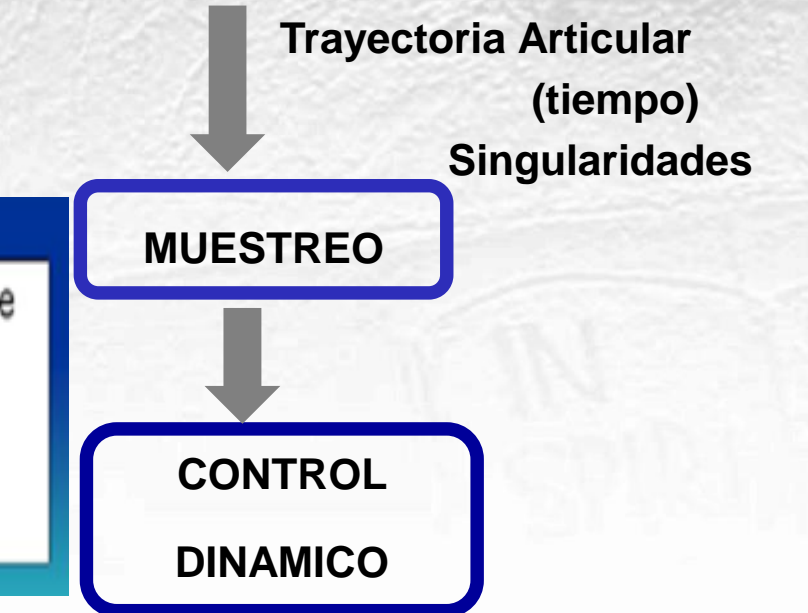 Trayectoria Articular
(tiempo)
Singularidades
MUESTREO
CONTROL
DINAMICO